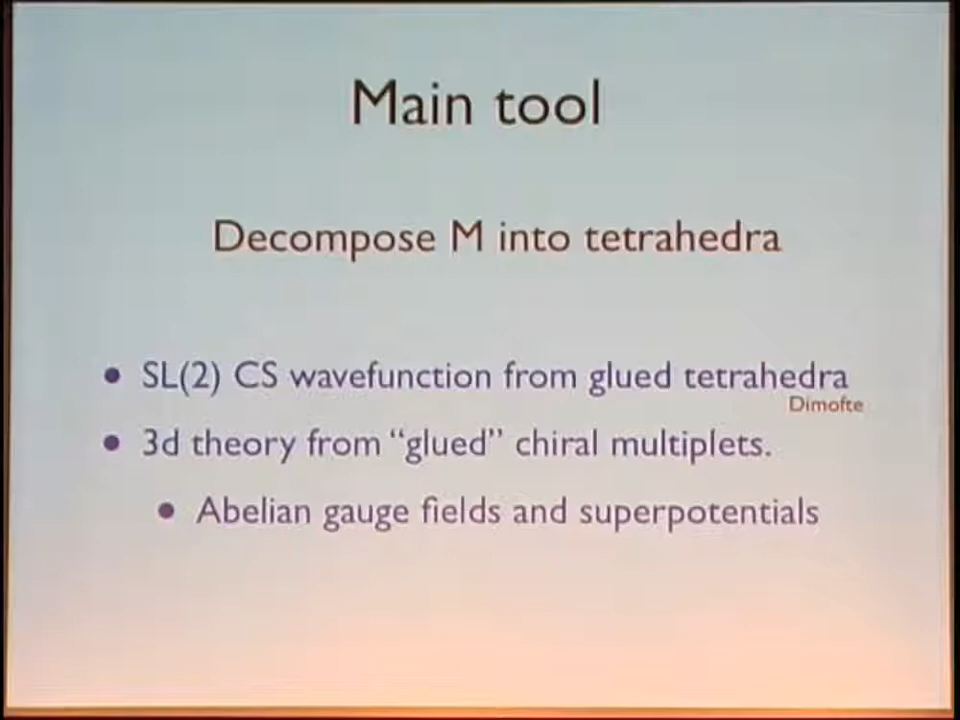 Main tool
Decompose M into tetrahedra
• SL(2) CS wavefunction from glued tetrahedra
Dimofte
• 3d theory from “glued” chiral multiplets.
• Abelian gauge fields and superpotentials